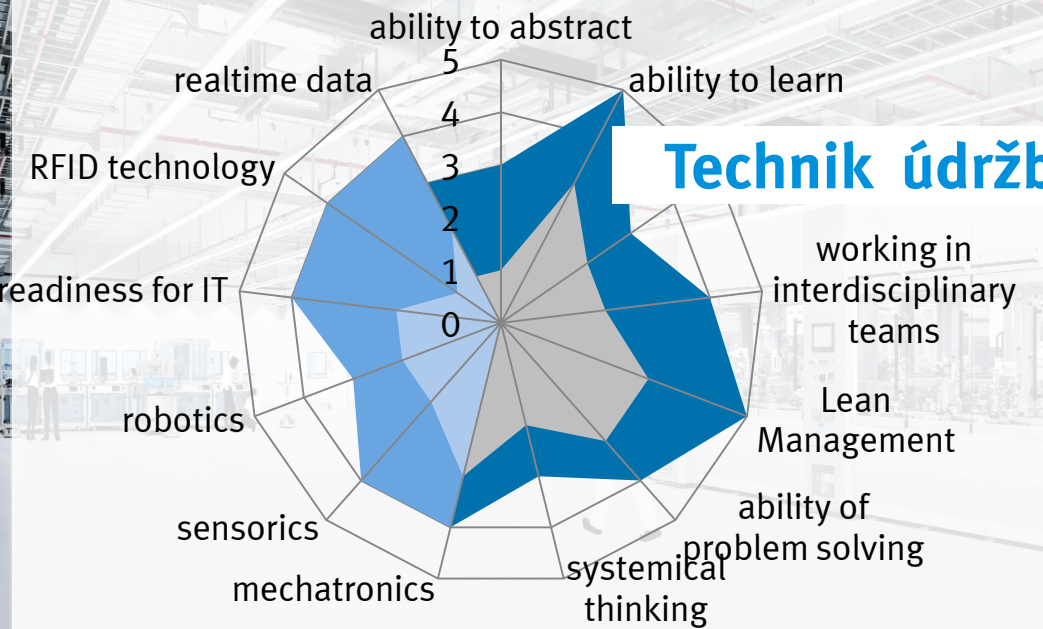 ability to abstract
5
4
3
2
1
0
ability to learn
Technik údržb
working in
interdisciplinary
teams
Lean
Management
ability of
problem solving
systemical
thinking
mechatronics
sensorics
robotics
readiness for IT
RFID technology
realtime data